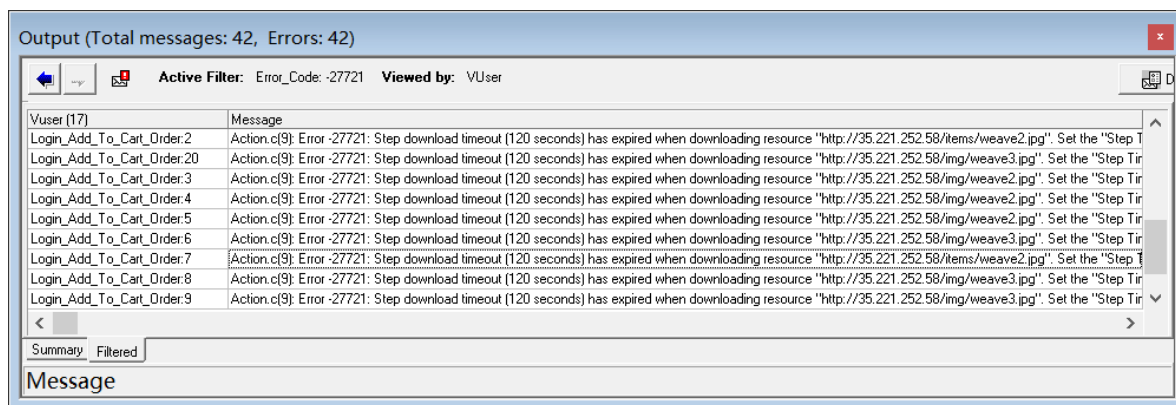 Output (Total messages: 42, Errors: 42)
Active Filter: Error_Code: -27721 Viewed by: VUser D
Vuser (17) Message
Login_Add_To_Cart_Order:2 Action.c(9): Error -27721: Step download timeout (120 seconds) has expired when downloading resource "http://35.221.252.58/items/weave2.jpg". Set the "Step T
Login_Add_To_Cart_Order:20 Action.c(9): Error -27721: Step download timeout (120 seconds) has expired when downloading resource "http://35.221.252.58/img/weave3.jpg". Set the "Step Tir
Login_Add_To_Cart_Order:3 Action.c(9): Error -27721: Step download timeout (120 seconds) has expired when downloading resource "http://35.221.252.58/img/weave2.jpg". Set the "Step Tir
Login_Add_To_Cart_Order:4 Action.c(9): Error -27721: Step download timeout (120 seconds) has expired when downloading resource "http://35.221.252.58/img/weave2.jpg". Set the "Step Tir
Login_Add_To_Cart_Order:5 Action.c(9): Error -27721: Step download timeout (120 seconds) has expired when downloading resource "http://35.221.252.58/img/weave2.jpg". Set the "Step Tir
Login_Add_To_Cart_Order:6 Action.c(9): Error -27721: Step download timeout (120 seconds) has expired when downloading resource "http://35.221.252.58/img/weave3.jpg". Set the "Step Tir
Login_Add_To_Cart_Order:7 Action.c(9): Error -27721: Step download timeout (120 seconds) has expired when downloading resource "http://35.221.252.58/items/weave2.jpg". Set the "Step T
Login_Add_To_Cart_Order:8 Action.c(9): Error -27721: Step download timeout (120 seconds) has expired when downloading resource "http://35.221.252.58/img/weave3.jpg". Set the "Step Tir
Login_Add_To_Cart_Order:9 Action.c(9): Error -27721: Step download timeout (120 seconds) has expired when downloading resource "http://35.221.252.58/img/weave3.jpg". Set the "Step Tir
Summary Filtered
Message